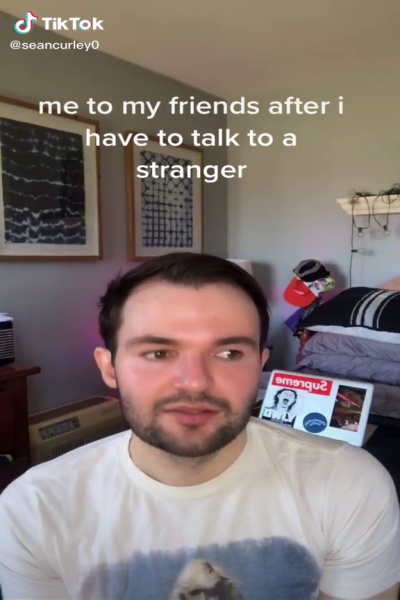 TikTok
@seancurley0
me to my friends after i
have to talk to a
stranger
Supreme